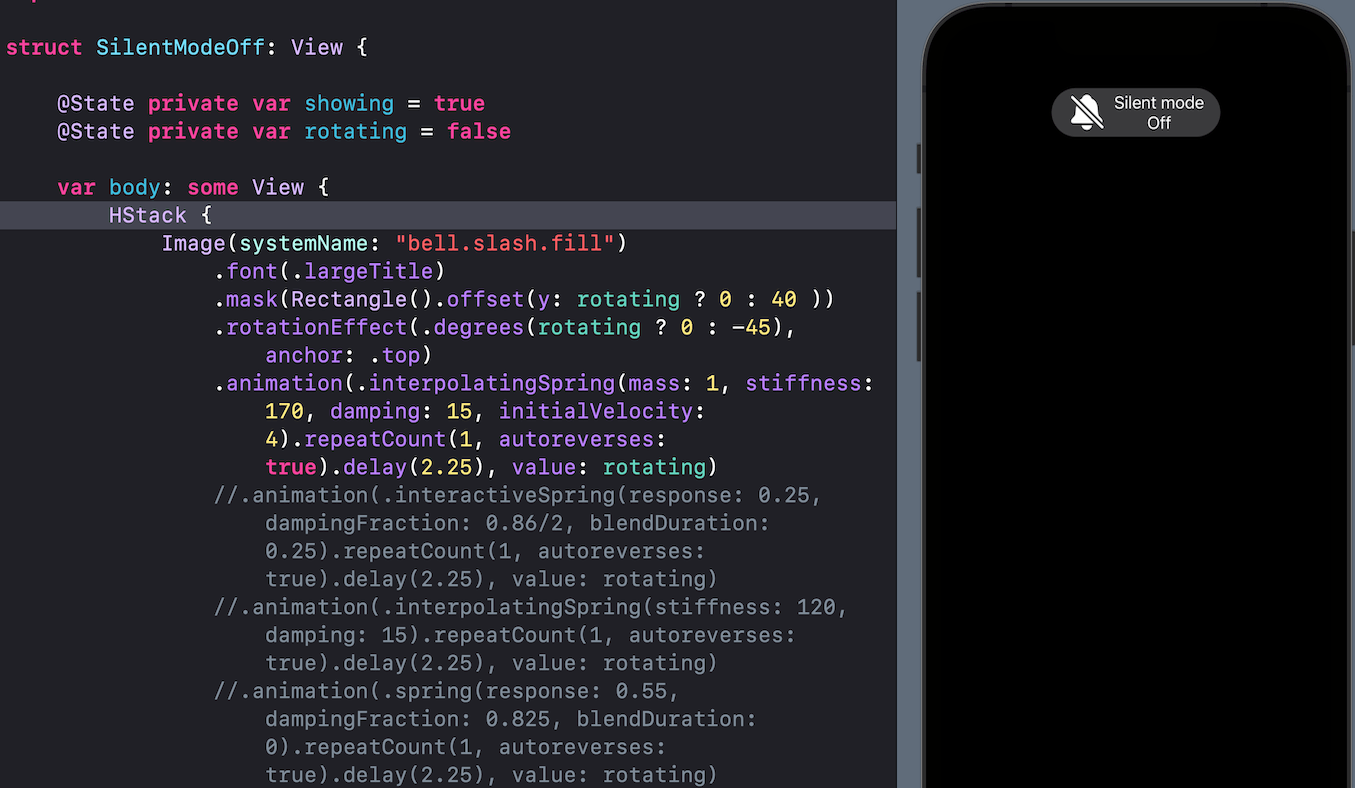 struct SilentModeOff: View {
@State private var showing = true
@State private var rotating = false
var body: some View {
HStack {
Image(systemName: "bell.slash.fill")
.font(.largeTitle)
.mask(Rectangle().offset(y: rotating ? 0 : 40 ))
.rotationEffect(.degrees(rotating ? 0 : -45),
anchor: .top)
.animation(.interpolatingSpring(mass: 1, stiffness:
170, damping: 15, initialVelocity:
4).repeatCount(1, autoreverses:
true).delay(2.25), value: rotating)
//.animation(.interactiveSpring(response: 0.25,
dampingFraction: 0.86/2, blendDuration:
0.25).repeatCount(1, autoreverses:
true).delay(2.25), value: rotating)
//.animation(.interpolatingSpring(stiffness: 120,
damping: 15).repeatCount(1, autoreverses:
true).delay(2.25), value: rotating)
//.animation(.spring(response: 0.55,
dampingFraction: 0.825, blendDuration:
0).repeatCount(1, autoreverses:
true).delay(2.25), value: rotating)
Silent mode
Off